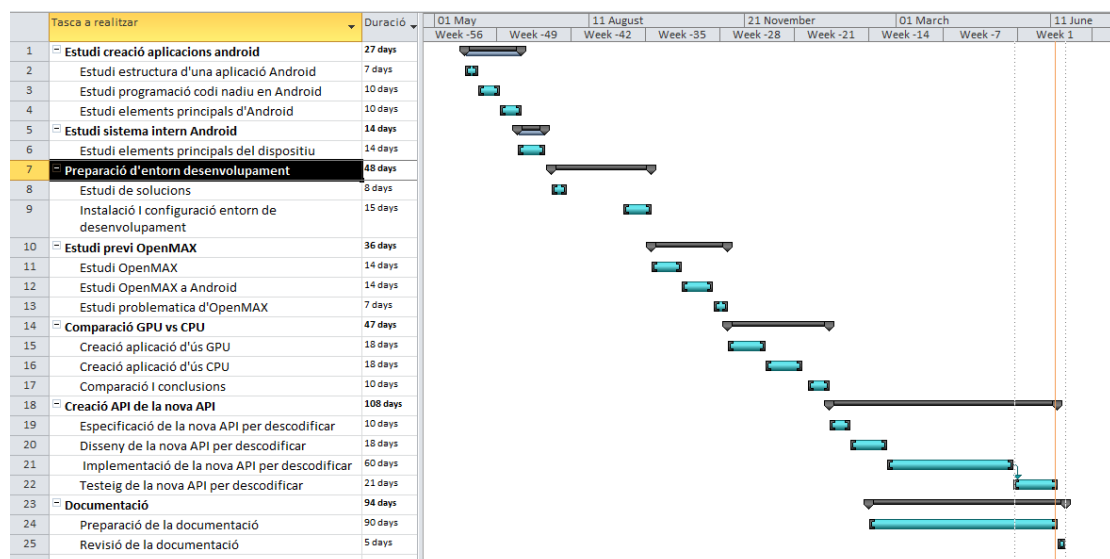 Tasca a realitzar Duració 01 May 11 August 21 November 01 March 11 June
Week -56 Week -49 Week -42 Week -35 Week -28 Week -21 Week -14 Week -7 Week 1
1 Estudi creació aplicacions android 27 days
2 Estudi estructura d'una aplicació Android 7 days
3 Estudi programació codi nadiu en Android 10 days
4 Estudi elements principals d'Android 10 days
5 Estudi sistema intern Android 14 days
6 Estudi elements principals del dispositiu 14 days
7 Preparació d'entorn desenvolupament 48 days
8 Estudi de solucions 8 days
9 Instalació I configuració entorn de 15 days
desenvolupament
10 Estudi previ OpenMAX 36 days
11 Estudi OpenMAX 14 days
12 Estudi OpenMAX a Android 14 days
13 Estudi problematica d'OpenMAX 7 days
14 Comparació GPU vs CPU 47 days
15 Creació aplicació d'ús GPU 18 days
16 Creació aplicació d'ús CPU 18 days
17 Comparació I conclusions 10 days
18 Creació API de la nova API 108 days
19 Especificació de la nova API per descodificar 10 days
20 Disseny de la nova API per descodificar 18 days
21 Implementació de la nova API per descodificar 60 days
22 Testeig de la nova API per descodificar 21 days
23 Documentació 94 days
24 Preparació de la documentació 90 days
25 Revisió de la documentació 5 days